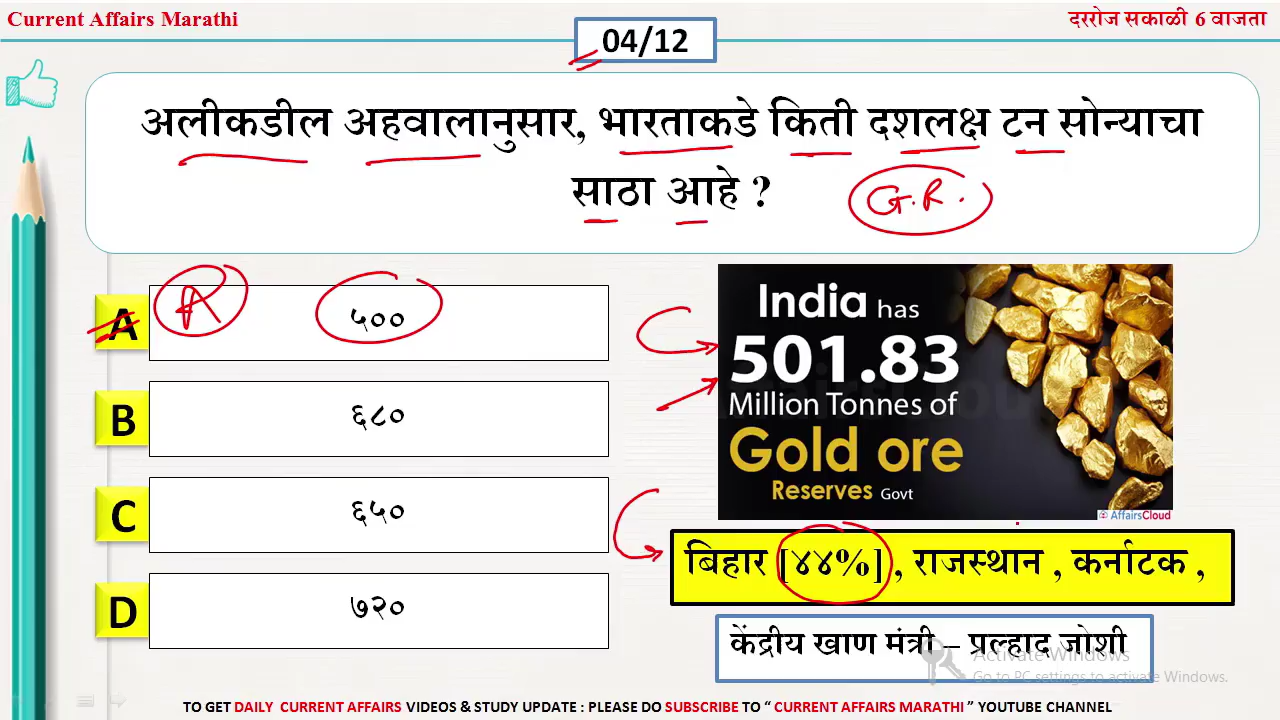 Current Affairs Marathi
दररोज सकाळी 6 वाजता
04/12
अलीकडील अहवालानुसार, भारताकडे किती दशलक्ष टन सोन्याचा
साठा आहे ?
G.R.
A
A
५००
B
६८०
C
६५०
D
७२०
India has
501.83
Million Tonnes of
Gold ore
Reserves Govt
AffairsCloud
बिहार [४४%] , राजस्थान , कर्नाटक ,
केंद्रीय खाण मंत्री – प्रल्हाद जोशी
Activate Windows
Go to PC settings to activate Windows.
TO GET DAILY CURRENT AFFAIRS VIDEOS & STUDY UPDATE : PLEASE DO SUBSCRIBE TO “ CURRENT AFFAIRS MARATHI ” YOUTUBE CHANNEL